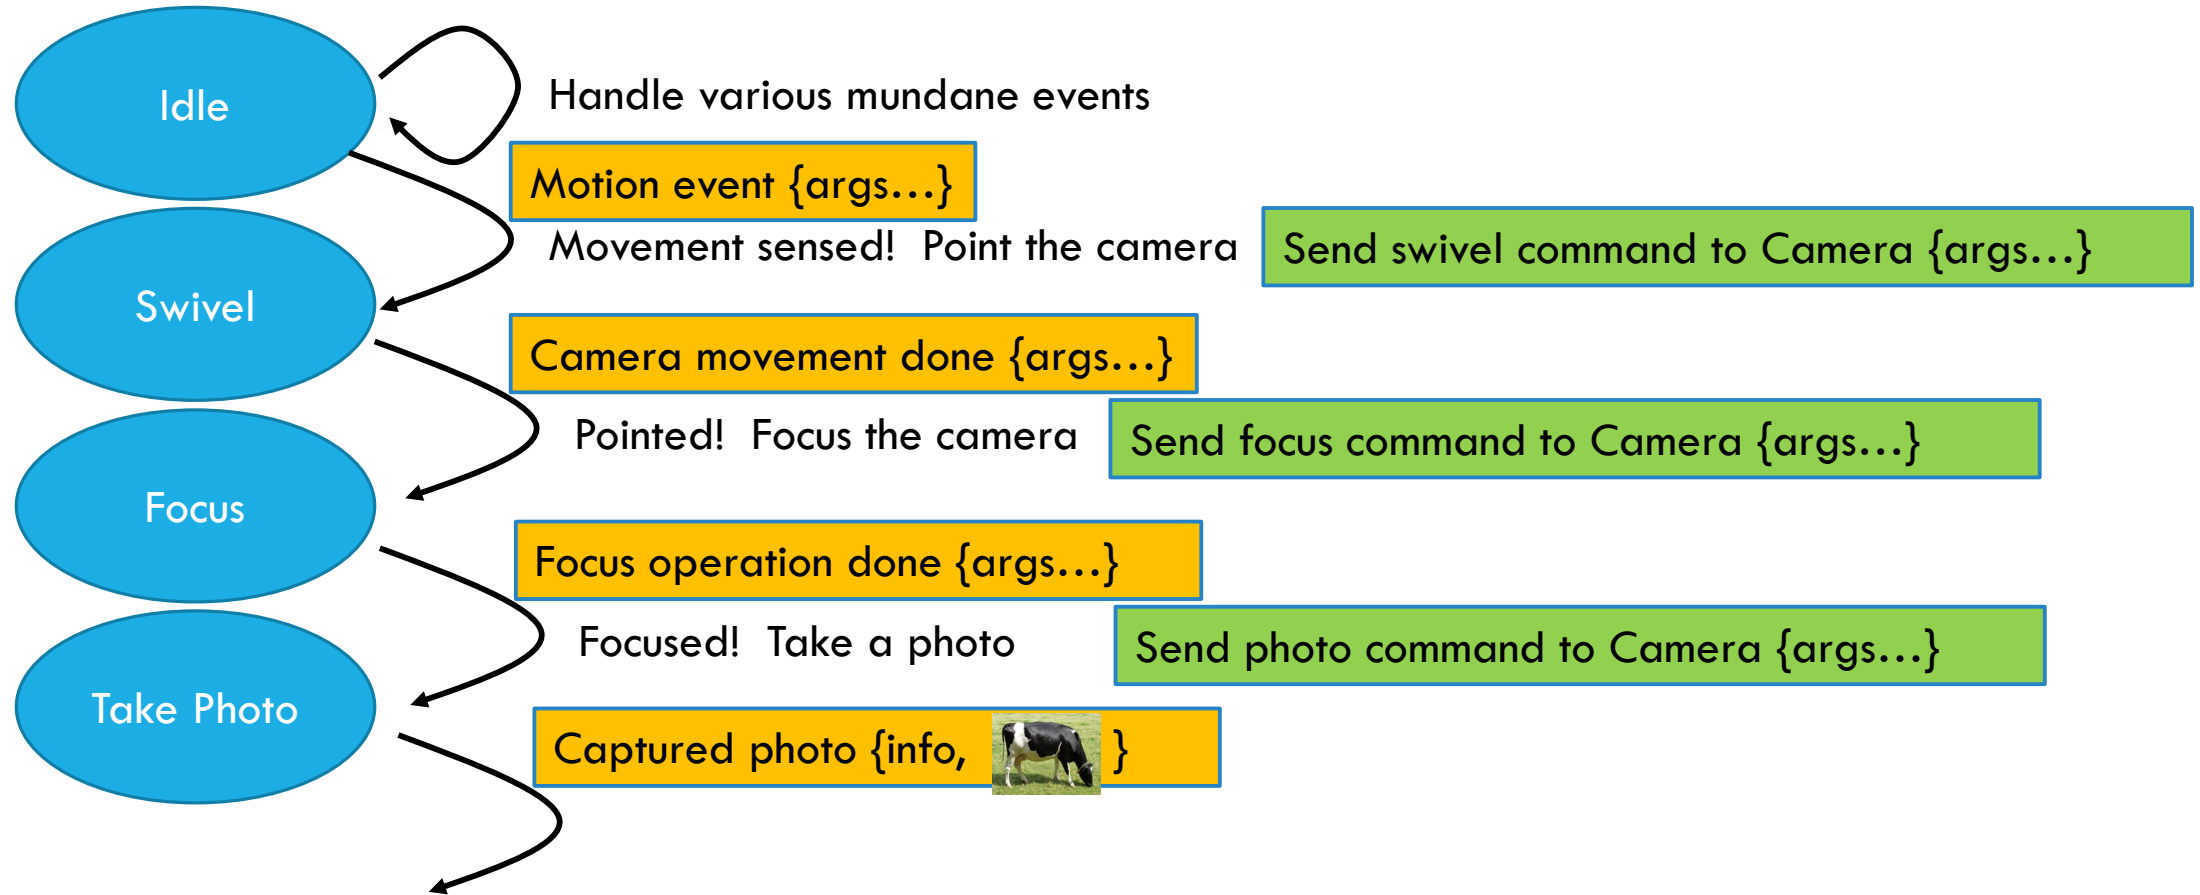 Idle
Handle various mundane events
Motion event {args…}
Movement sensed!  Point the camera
Send swivel command to Camera {args…}
Swivel
Camera movement done {args…}
Pointed!  Focus the camera
Send focus command to Camera {args…}
Focus
Focus operation done {args…}
Focused!  Take a photo
Send photo command to Camera {args…}
Take Photo
Captured photo {info, }